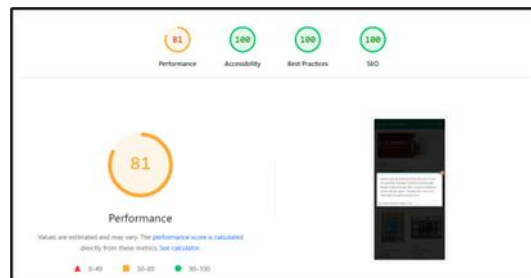 81
100
100
100
Performance
Accessibility
Best Practices
SEO
81
Performance
Values are estimated and may vary. The performance score is calculated
directly from these metrics. See calculator.
0–49
50–89
90–100